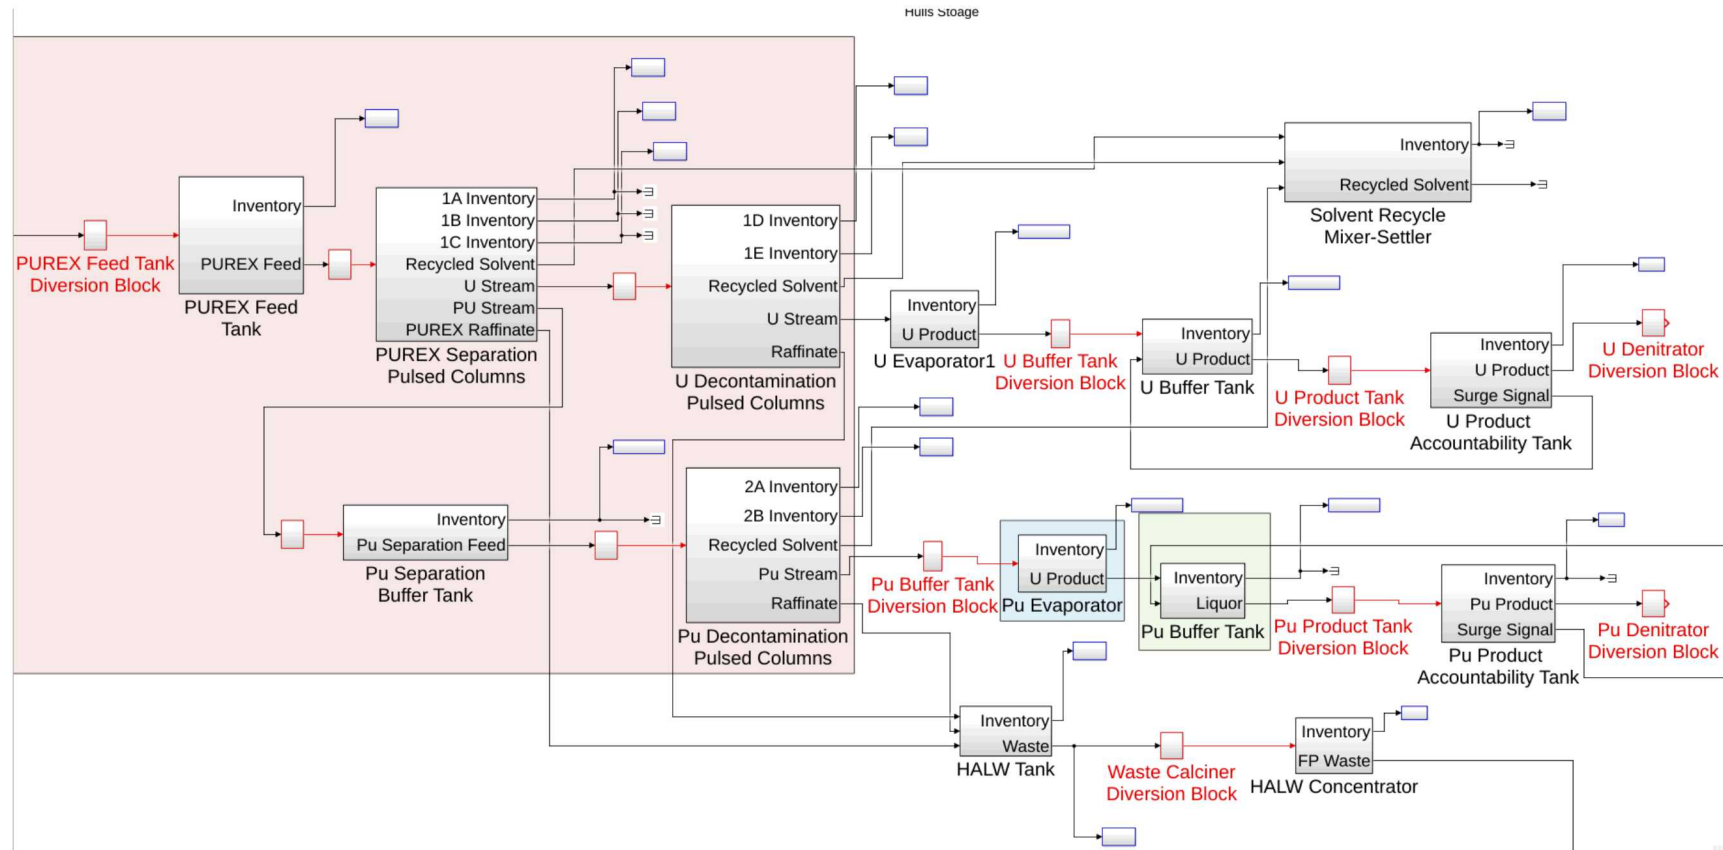 Hulls Stoage
Inventory
PUREX Feed
PUREX Feed
Tank
PUREX Feed Tank
Diversion Block
1A Inventory
1B Inventory
1C Inventory
Recycled Solvent
U Stream
PU Stream
PUREX Raffinate
PUREX Separation
Pulsed Columns
1D Inventory
1E Inventory
Recycled Solvent
U Stream
Raffinate
U Decontamination
Pulsed Columns
Inventory
U Product
U Evaporator1
U Buffer Tank
Diversion Block
Inventory
U Product
U Buffer Tank
Inventory
Recycled Solvent
Solvent Recycle
Mixer-Settler
U Product Tank
Diversion Block
Inventory
U Product
Surge Signal
U Product
Accountability Tank
U Denitrator
Diversion Block
Inventory
Pu Separation Feed
Pu Separation
Buffer Tank
2A Inventory
2B Inventory
Recycled Solvent
Pu Stream
Raffinate
Pu Decontamination
Pulsed Columns
Pu Buffer Tank
Diversion Block
Inventory
U Product
Pu Evaporator
Inventory
Liquor
Pu Buffer Tank
Pu Product Tank
Diversion Block
Inventory
Pu Product
Surge Signal
Pu Product
Accountability Tank
Pu Denitrator
Diversion Block
Inventory
Waste
HALW Tank
Waste Calciner
Diversion Block
Inventory
FP Waste
HALW Concentrator